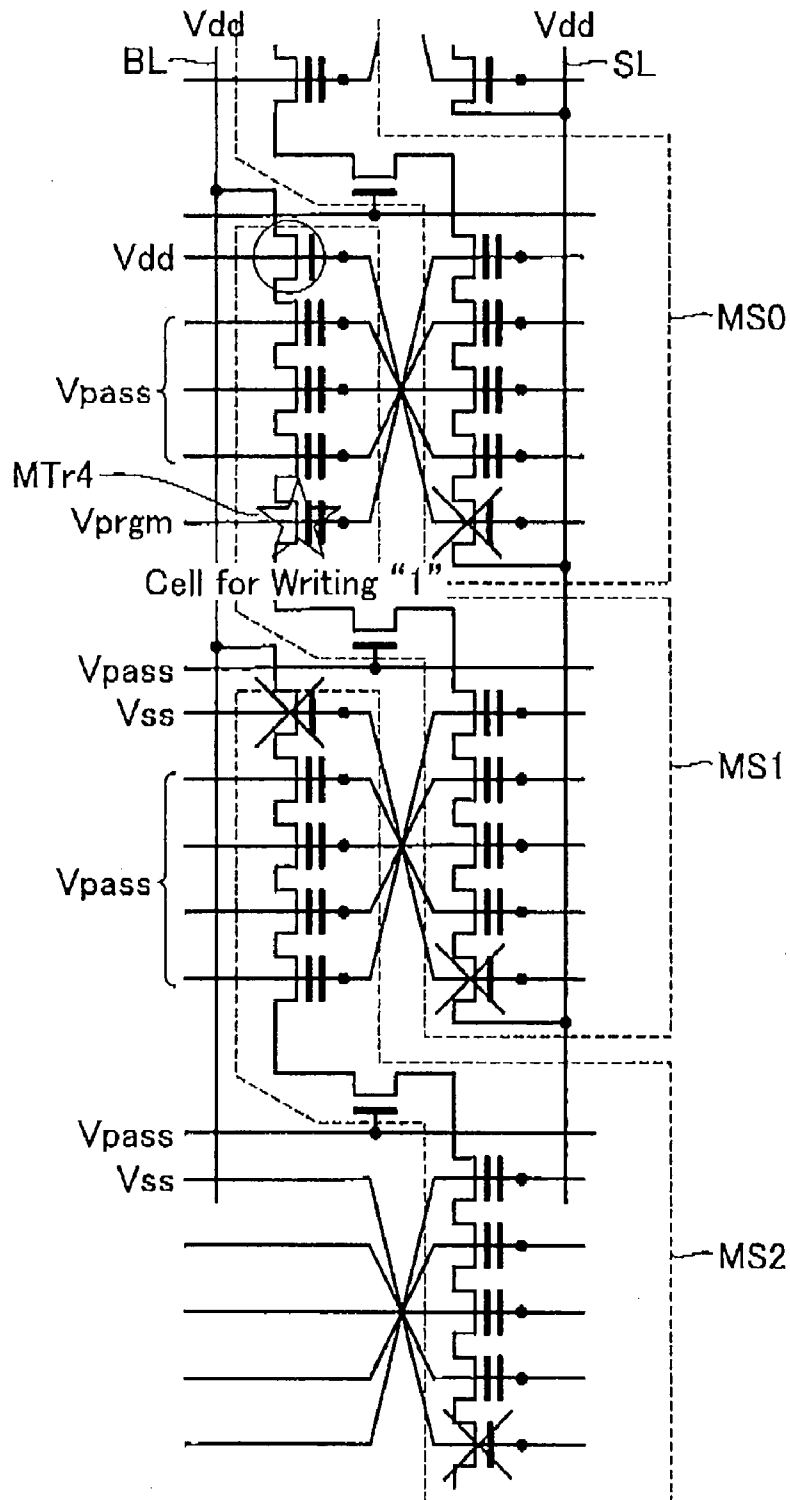 Vdd Vdd
BL SL
Vdd
MS0
Vpass
MTr4
Vprgm
Cell for Writing “1”
Vpass
Vss
MS1
Vpass
Vpass
Vss
MS2